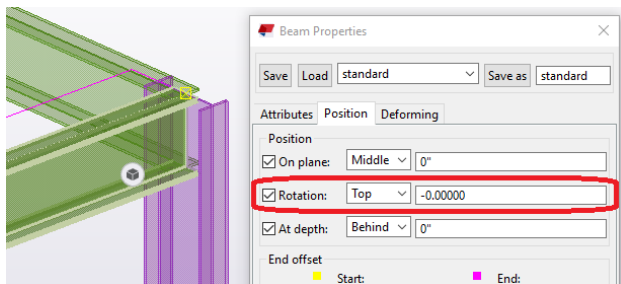 Beam Properties
Save Load standard Save as standard
Attributes Position Deforming
Position
On plane: Middle 0"
Rotation: Top -0.00000
At depth: Behind 0"
End offset
Start: End: